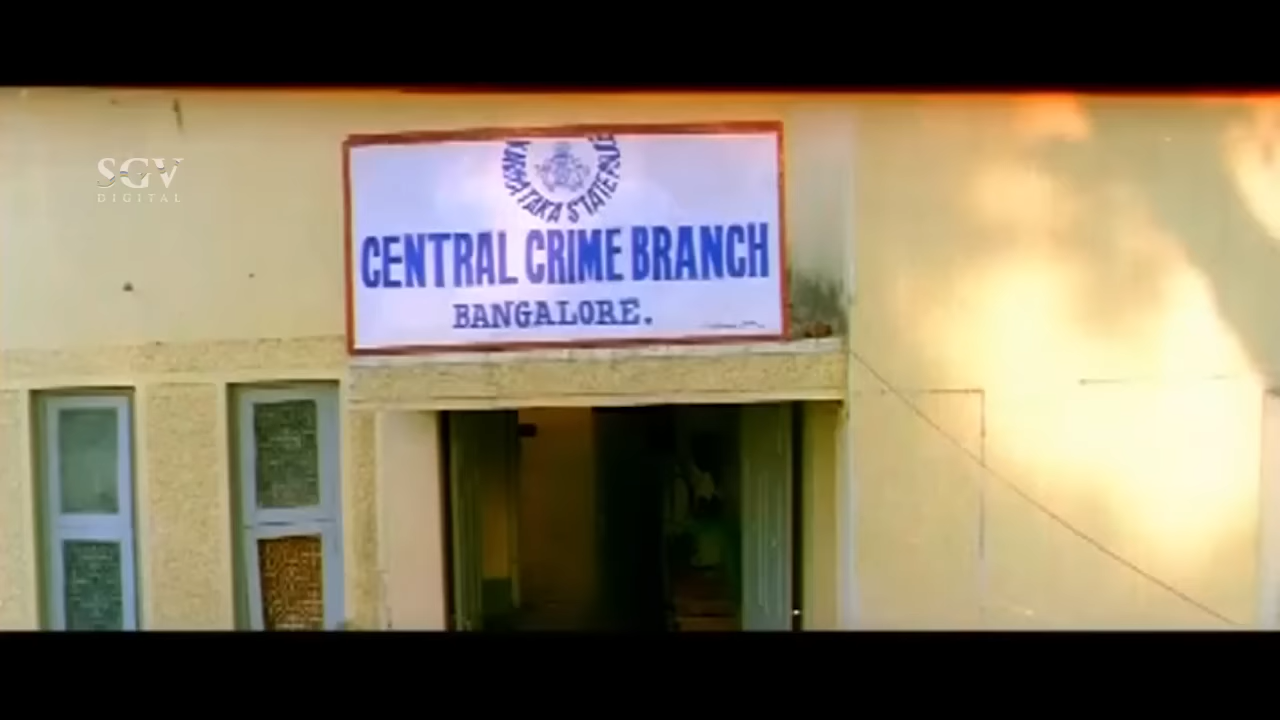 SGV
DIGITAL
KARNATAKA STATE POLICE
CENTRAL CRIME BRANCH
BANGALORE.